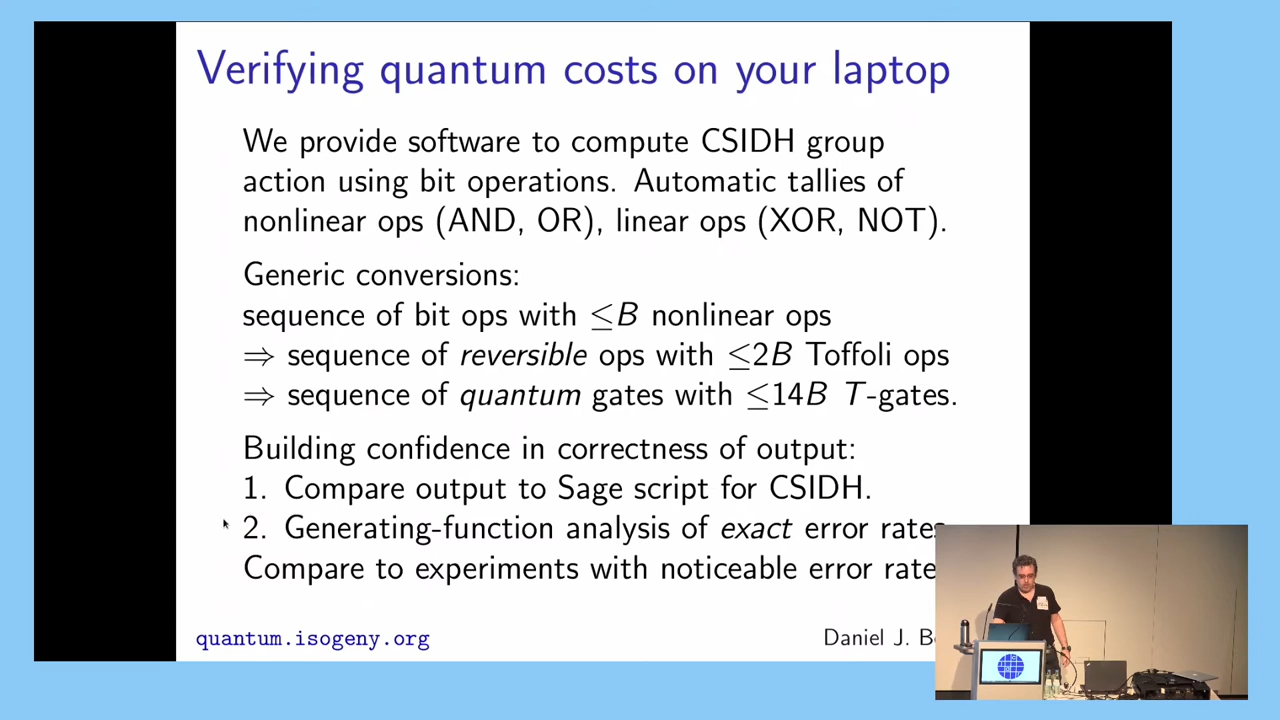 Verifying quantum costs on your laptop
We provide software to compute CSIDH group
action using bit operations. Automatic tallies of
nonlinear ops (AND, OR), linear ops (XOR, NOT).
Generic conversions:
sequence of bit ops with ≤B nonlinear ops
⇒ sequence of reversible ops with ≤2B Toffoli ops
⇒ sequence of quantum gates with ≤14B T-gates.
Building confidence in correctness of output:
1. Compare output to Sage script for CSIDH.
2. Generating-function analysis of exact error rates
Compare to experiments with noticeable error rate
quantum.isogeny.org
Daniel J.